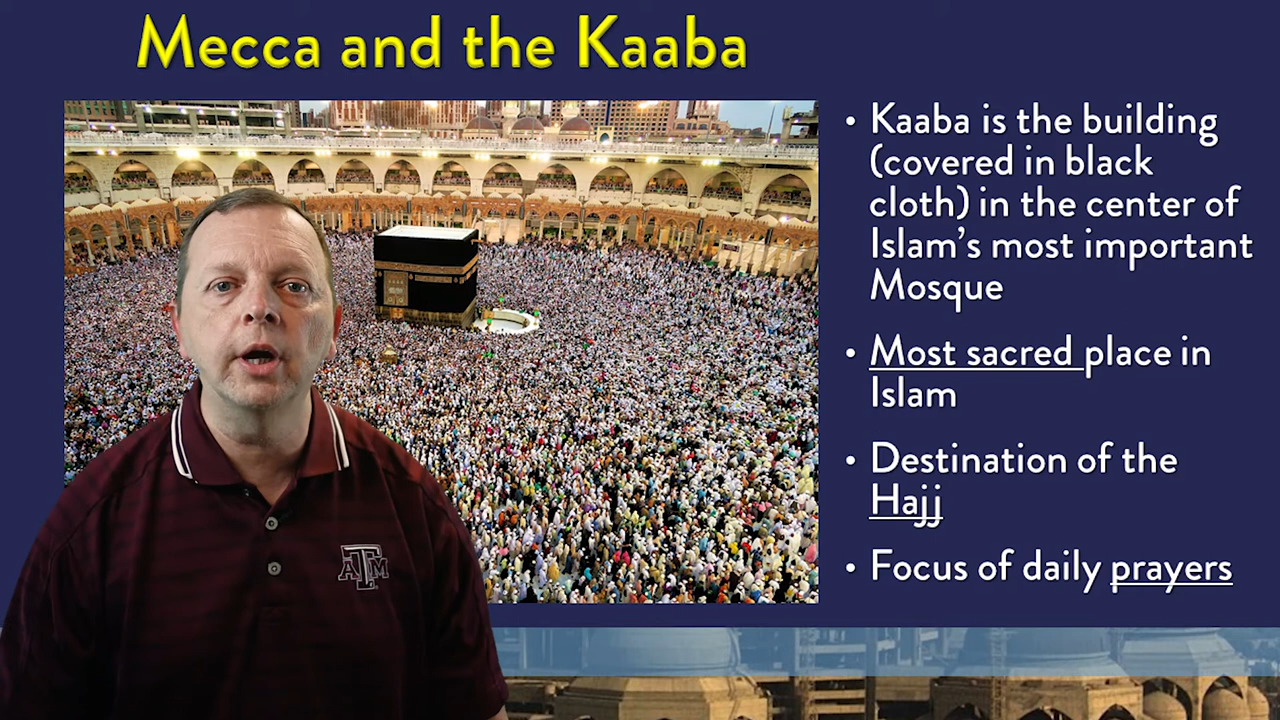 Mecca and the Kaaba
• Kaaba is the building
(covered in black
cloth) in the center of
Islam's most important
Mosque
• Most sacred place in
Islam
• Destination of the
Hajj
• Focus of daily prayers
ATM